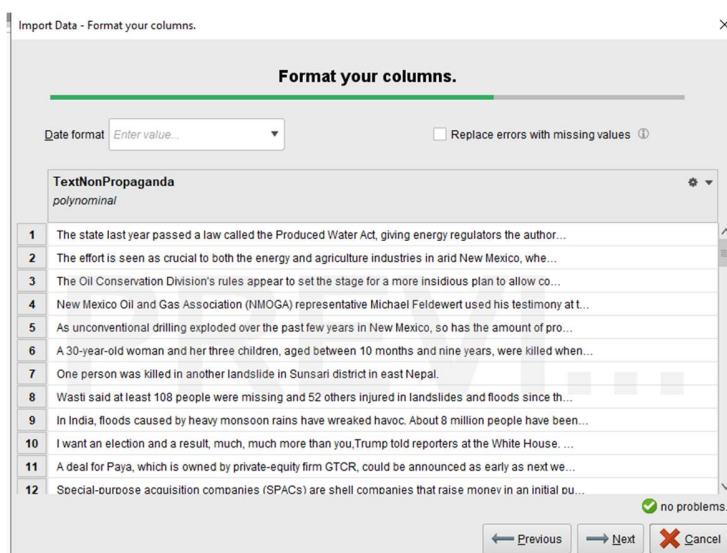 Import Data - Format your columns.
Format your columns.
Date format Enter value... Replace errors with missing values
TextNonPropaganda
polynominal
1 The state last year passed a law called the Produced Water Act, giving energy regulators the author...
2 The effort is seen as crucial to both the energy and agriculture industries in arid New Mexico, whe...
3 The Oil Conservation Division's rules appear to set the stage for a more insidious plan to allow co...
4 New Mexico Oil and Gas Association (NMOGA) representative Michael Feldewert used his testimony at t...
5 As unconventional drilling exploded over the past few years in New Mexico, so has the amount of pro...
6 A 30-year-old woman and her three children, aged between 10 months and nine years, were killed when...
7 One person was killed in another landslide in Sunsari district in east Nepal.
8 Wasti said at least 108 people were missing and 52 others injured in landslides and floods since th...
9 In India, floods caused by heavy monsoon rains have wreaked havoc. About 8 million people have been...
10 I want an election and a result, much, much more than you,Trump told reporters at the White House. ...
11 A deal for Paya, which is owned by private-equity firm GTCR, could be announced as early as next we...
12 Special-purpose acquisition companies (SPACs) are shell companies that raise money in an initial pu...
PREVI...
no problems.
Previous Next Cancel